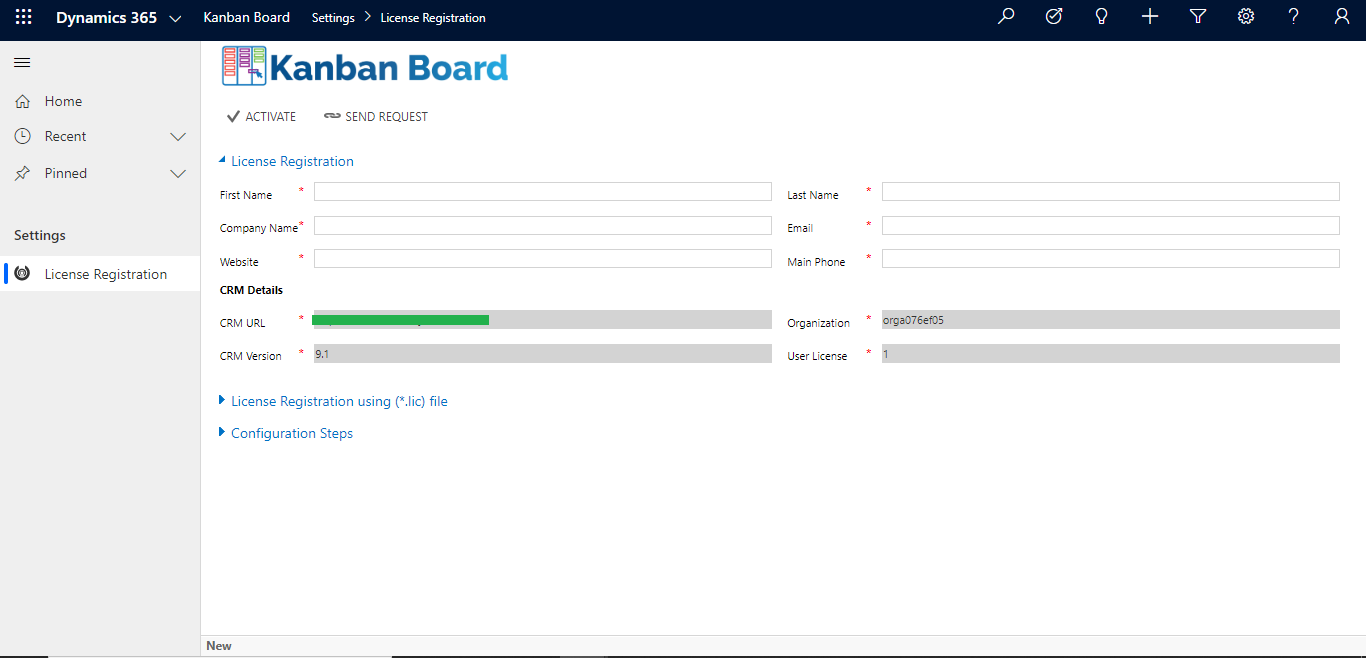 Dynamics 365 Kanban Board Settings > License Registration ?
Kanban Board
Home
ACTIVATE SEND REQUEST
Recent
License Registration
Pinned
First Name * Last Name *
Company Name* Email *
Settings
Website * Main Phone *
License Registration
CRM Details
CRM URL * Organization * orga076ef05
CRM Version * 9.1 User License * 1
License Registration using (*.lic) file
Configuration Steps
New